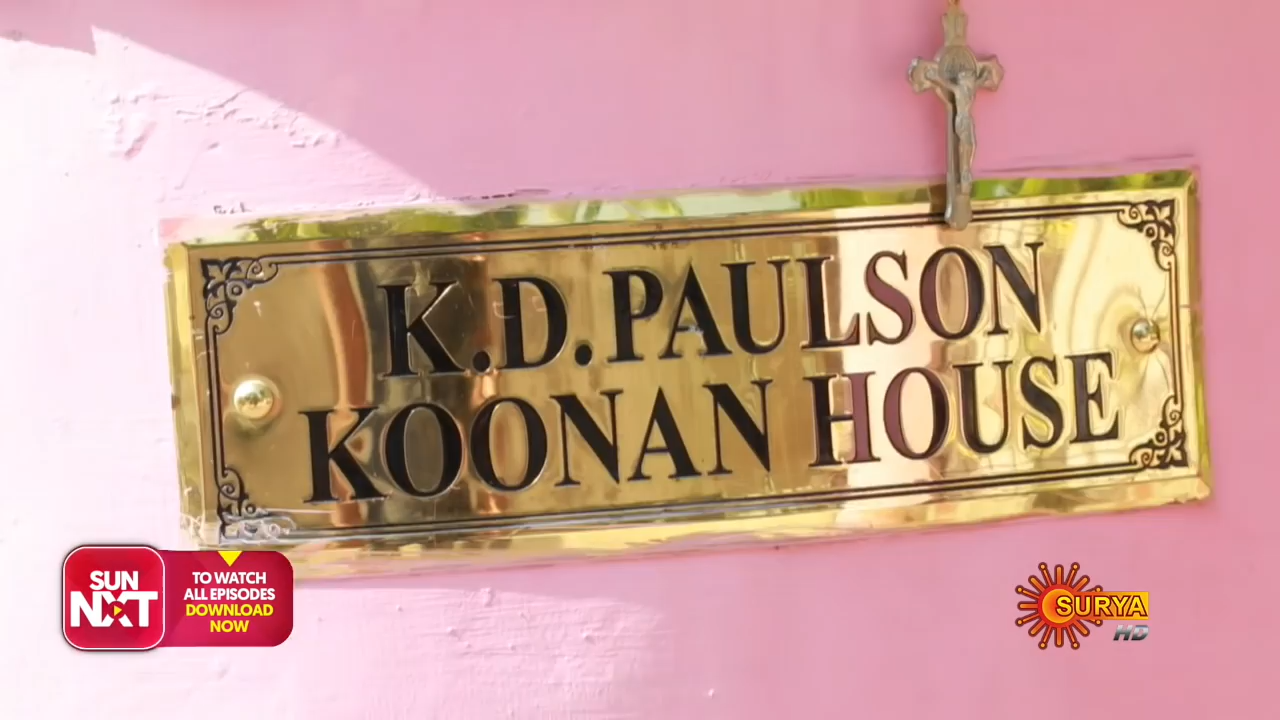 K.D.PAULSON
KOONAN HOUSE
SUN
NXT
TO WATCH
ALL EPISODES
DOWNLOAD
NOW
SURYA
HD